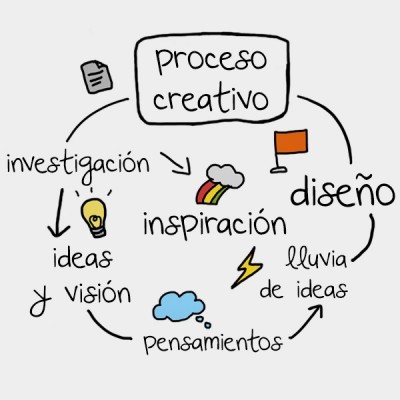 proceso
creativo
investigación
inspiración
diseño
ideas
y visión
lluvia
de ideas
pensamientos